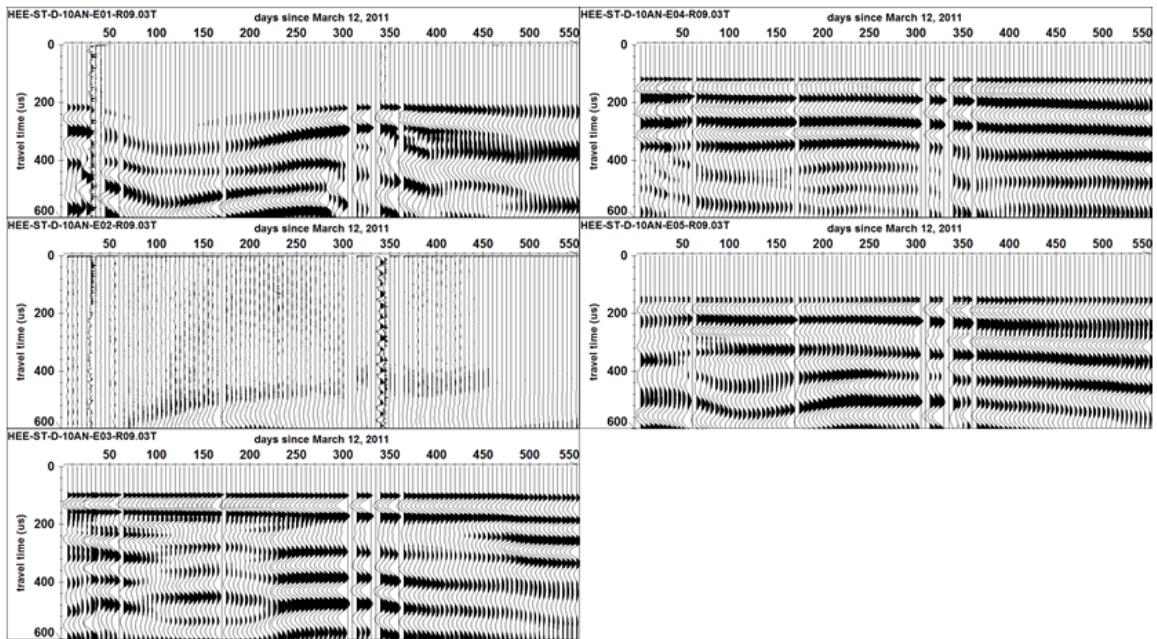 HEE-ST-D-10AN-E01-R09.03T
days since March 12, 2011
50 100 150 200 250 300 350 400 450 500 550
travel time (us)
0
200
400
600
HEE-ST-D-10AN-E04-R09.03T
days since March 12, 2011
50 100 150 200 250 300 350 400 450 500 550
travel time (us)
0
200
400
600
HEE-ST-D-10AN-E02-R09.03T
days since March 12, 2011
50 100 150 200 250 300 350 400 450 500 550
travel time (us)
0
200
400
600
HEE-ST-D-10AN-E05-R09.03T
days since March 12, 2011
50 100 150 200 250 300 350 400 450 500 550
travel time (us)
0
200
400
600
HEE-ST-D-10AN-E03-R09.03T
days since March 12, 2011
50 100 150 200 250 300 350 400 450 500 550
travel time (us)
0
200
400
600